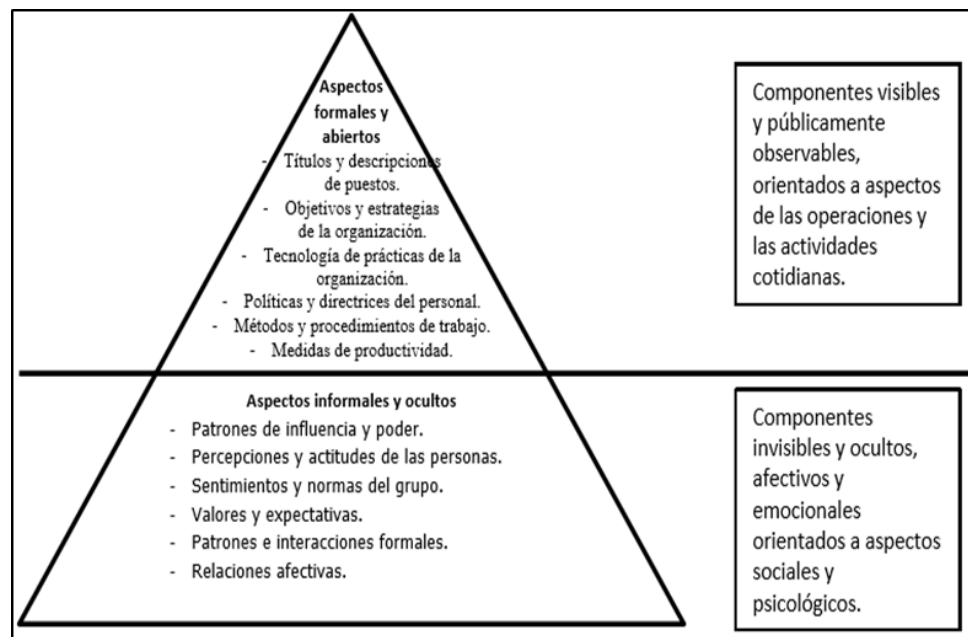 Aspectos
formales y
abiertos
- Títulos y descripciones
de puestos.
- Objetivos y estrategias
de la organización.
- Tecnología de prácticas de la
organización.
- Políticas y directrices del personal.
- Métodos y procedimientos de trabajo.
- Medidas de productividad.
Componentes visibles
y públicamente
observables,
orientados a aspectos
de las operaciones y
las actividades
cotidianas.
Aspectos informales y ocultos
- Patrones de influencia y poder.
- Percepciones y actitudes de las personas.
- Sentimientos y normas del grupo.
- Valores y expectativas.
- Patrones e interacciones formales.
- Relaciones afectivas.
Componentes
invisibles y ocultos,
afectivos y
emocionales
orientados a aspectos
sociales y
psicológicos.